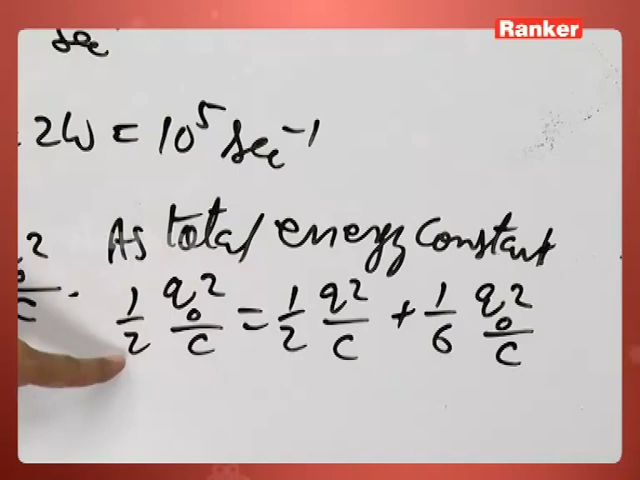 Ranker
sec
2ω = 10⁵ sec⁻¹
As total energy constant
q₀²/C · 1/2 q₀²/C = 1/2 q²/C + 1/6 q₀²/C